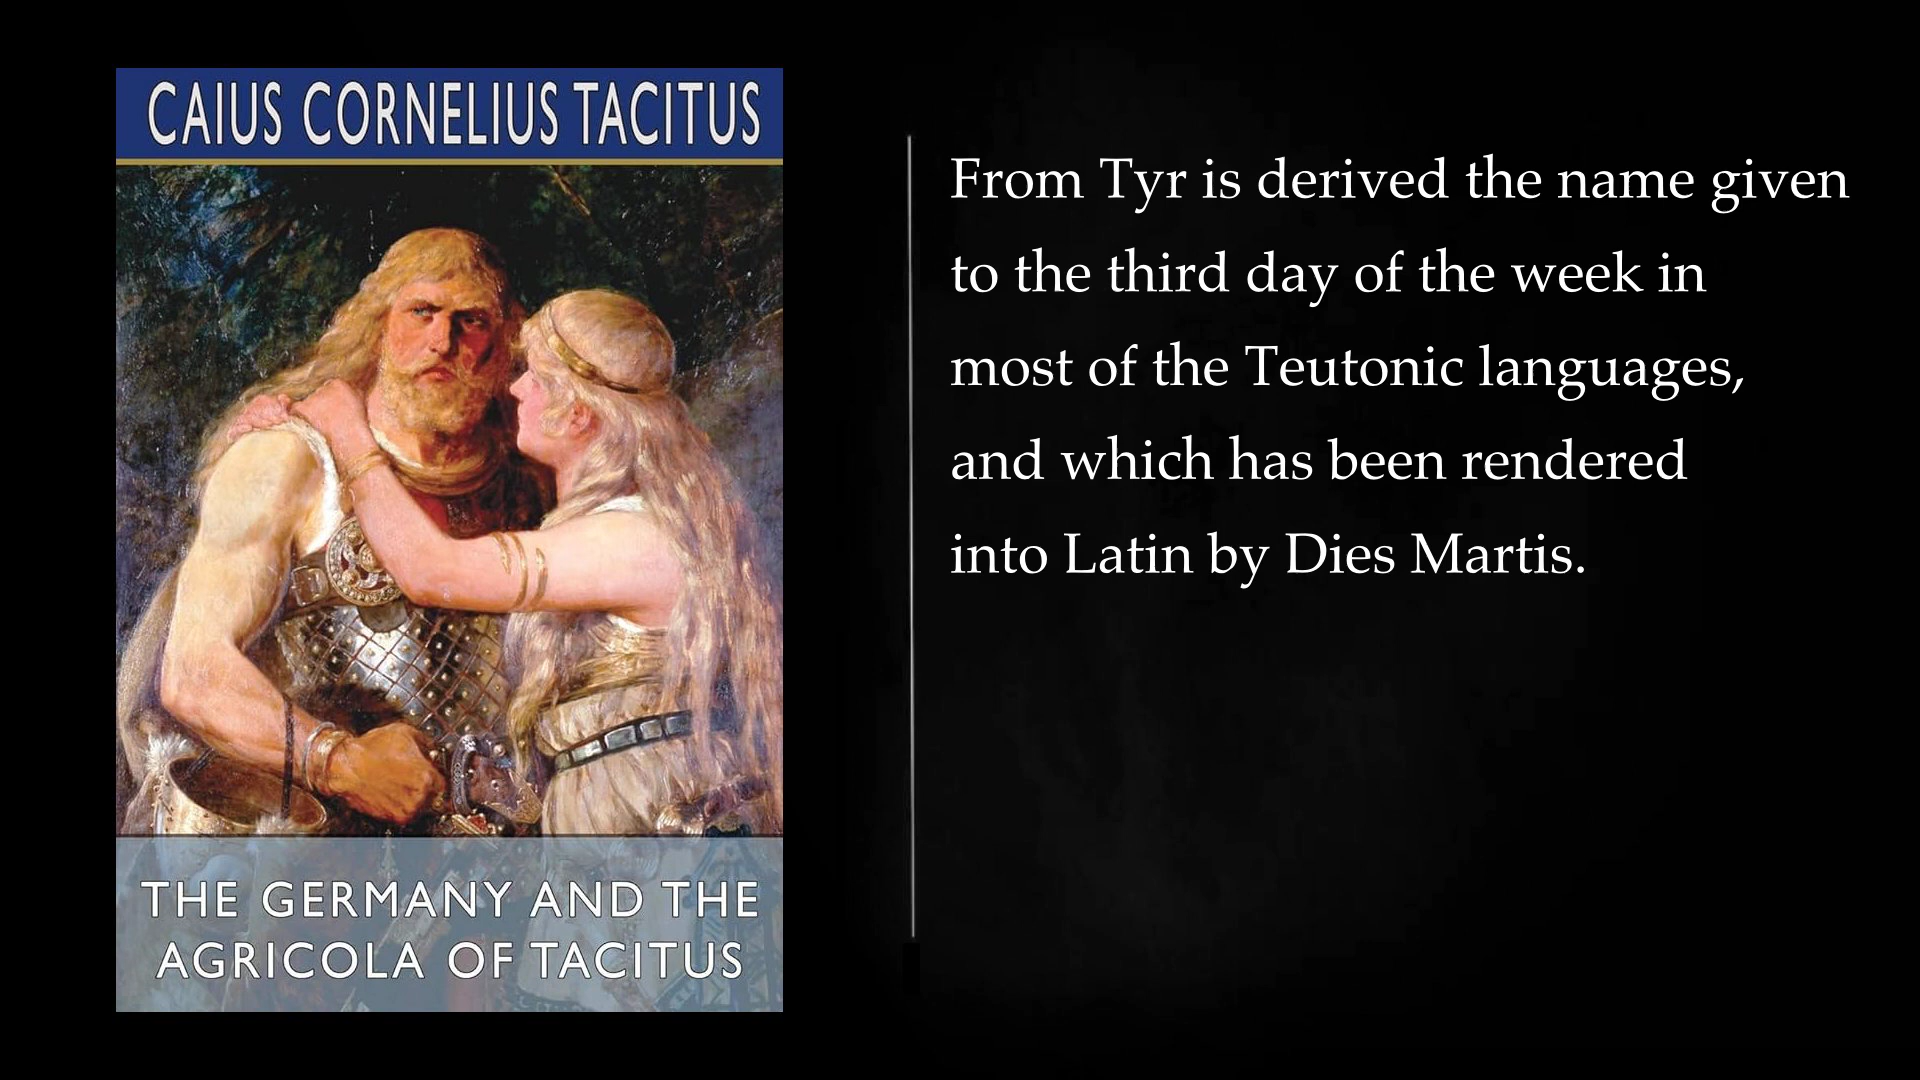 CAIUS CORNELIUS TACITUS
THE GERMANY AND THE
AGRICOLA OF TACITUS
From Tyr is derived the name given
to the third day of the week in
most of the Teutonic languages,
and which has been rendered
into Latin by Dies Martis.